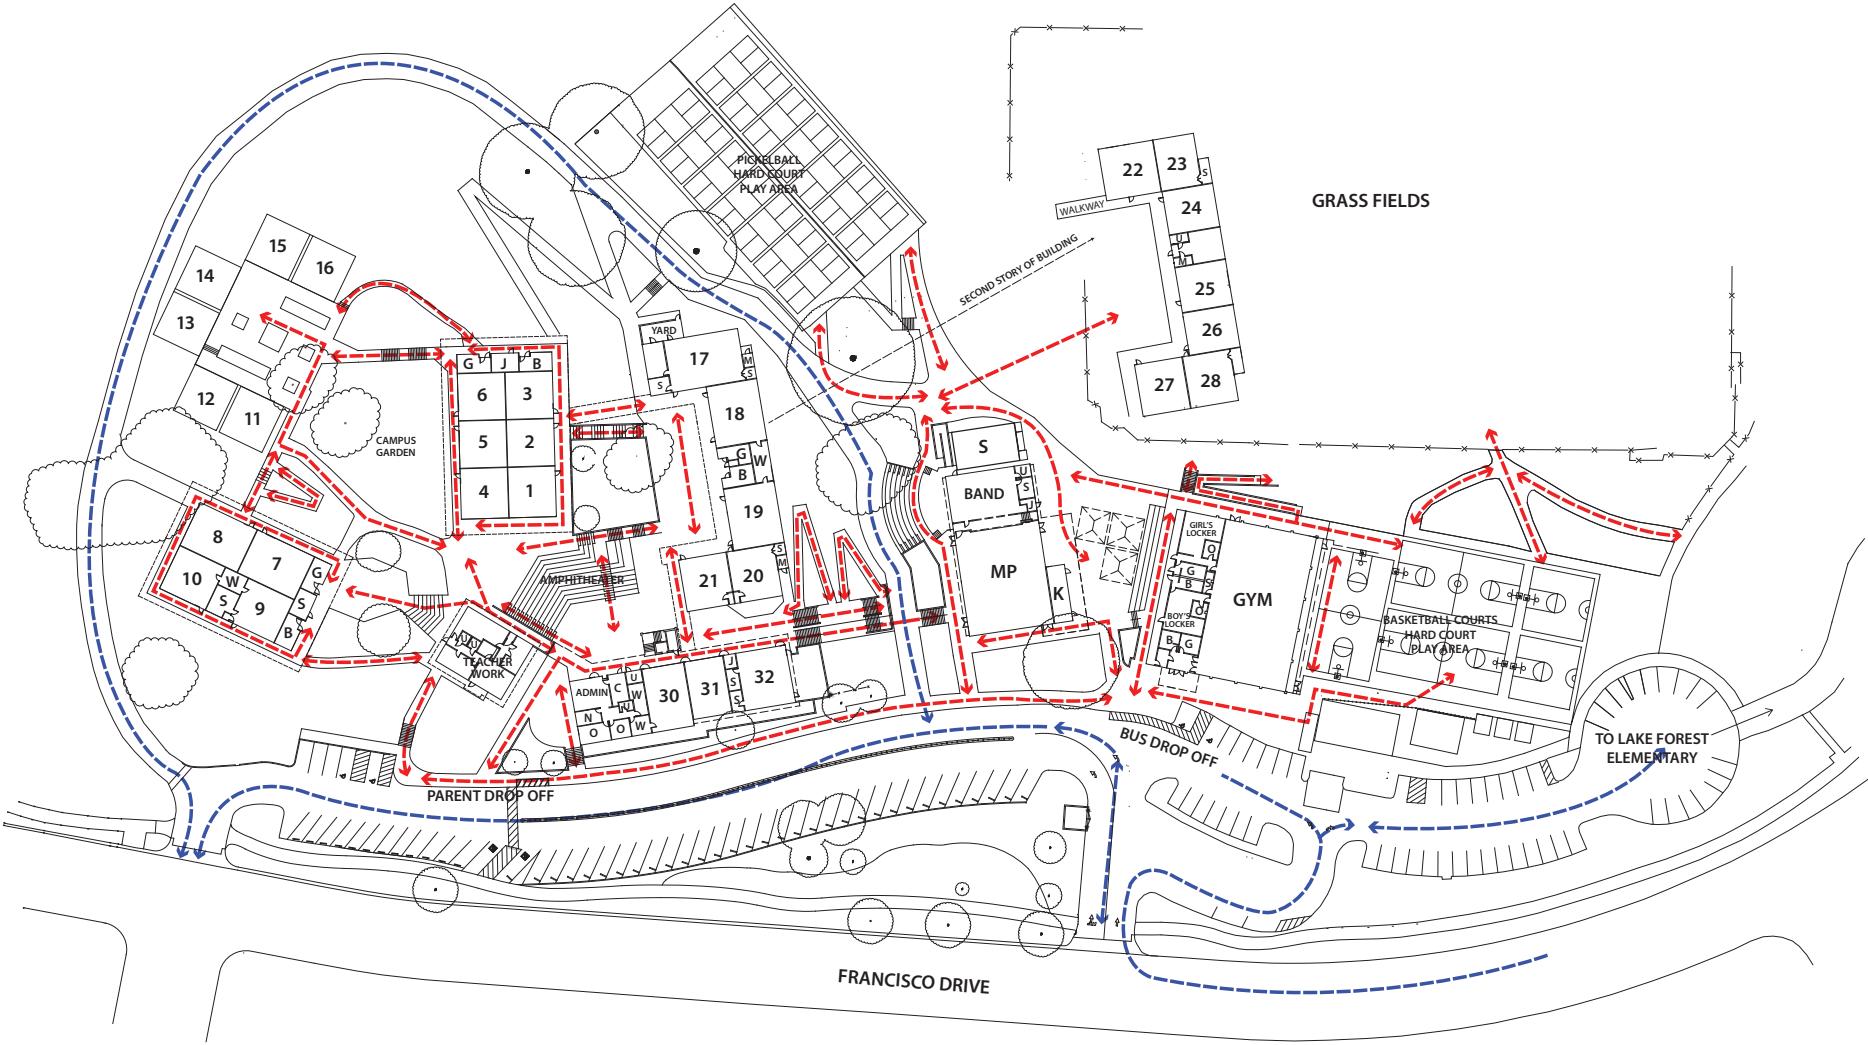 PICKELBALL
HARD COURT
PLAY AREA
22
23
S
WALKWAY
24
U
M
25
26
27
28
GRASS FIELDS
SECOND STORY OF BUILDING
15
16
14
13
12
11
CAMPUS
GARDEN
G
J
B
6
3
5
2
4
1
YARD
17
M
S
S
18
G
W
B
19
S
M
21
20
8
7
G
10
W
S
9
S
B
AMPHITHEATER
TEACHER
WORK
U
U
ADMIN
C
U
W
U
N
O
O
W
30
31
J
S
S
32
S
BAND
U
S
MP
K
GIRL'S
LOCKER
O
G
B
S
O
BOY'S
LOCKER
B
G
GYM
BASKETBALL COURTS
HARD COURT
PLAY AREA
TO LAKE FOREST
ELEMENTARY
BUS DROP OFF
PARENT DROP OFF
FRANCISCO DRIVE